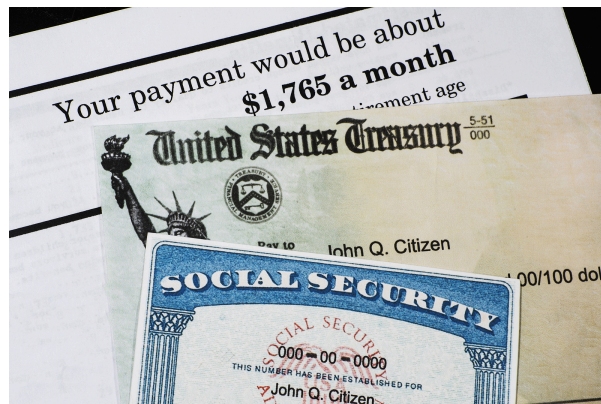 Your payment would be about
$1,765 a month
retirement age
United States Treasury 5-51
000
Pay to John Q. Citizen
00/100 dol
SOCIAL SECURITY
SOCIAL SECURITY
000-00-0000
THIS NUMBER HAS BEEN ESTABLISHED FOR
John Q. Citizen